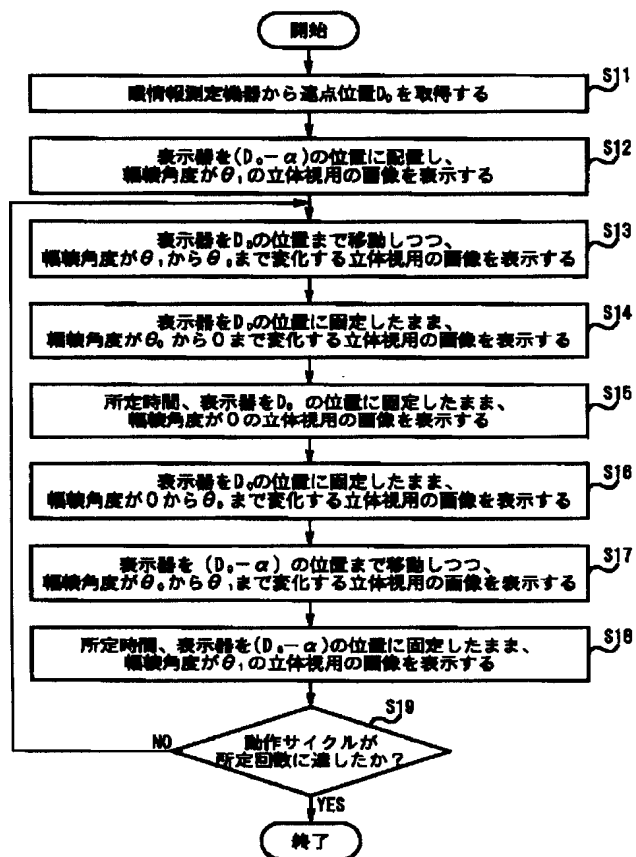 開始
S11
眼情報測定機器から遠点位置D₀を取得する
S12
表示器を(D₀−α)の位置に配置し、
輻輳角度がθ₁の立体視用の画像を表示する
S13
表示器をD₀の位置まで移動しつつ、
輻輳角度がθ₁からθ₀まで変化する立体視用の画像を表示する
S14
表示器をD₀の位置に固定したまま、
輻輳角度がθ₀から0まで変化する立体視用の画像を表示する
S15
所定時間、表示器をD₀の位置に固定したまま、
輻輳角度が0の立体視用の画像を表示する
S16
表示器をD₀の位置に固定したまま、
輻輳角度が0からθ₀まで変化する立体視用の画像を表示する
S17
表示器を(D₀−α)の位置まで移動しつつ、
輻輳角度がθ₀からθ₁まで変化する立体視用の画像を表示する
S18
所定時間、表示器を(D₀−α)の位置に固定したまま、
輻輳角度がθ₁の立体視用の画像を表示する
S19
動作サイクルが
所定回数に達したか?
NO
YES
終了